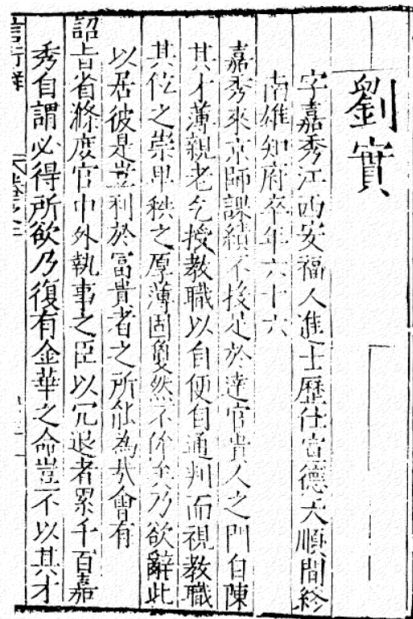 劉實
字嘉秀江西安福人進士歷仕宣德天順間終
南雄知府卒年六十六
嘉秀來京師課績不投足於達官貴人之門自陳
其才薄親老乞授教職以自便自通判而視教職
其位之崇卑秩之厚薄固敻然不侔矣乃欲辭此
以居彼是豈利於富貴者之所能為哉會有
詔旨省滌庶官中外執事之臣以冗退者累千百嘉
秀自謂必得所欲乃復有金華之命豈不以其才
言行錄